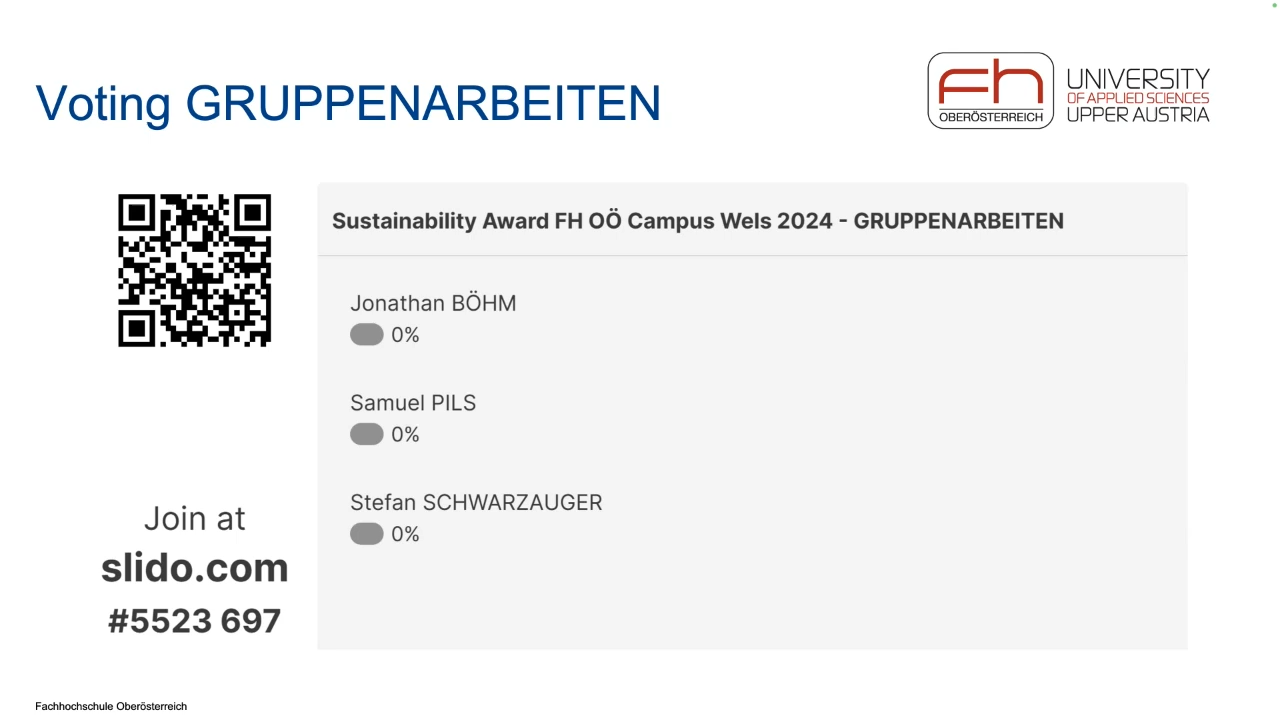 Voting GRUPPENARBEITEN
Fh
OBERÖSTERREICH
UNIVERSITY
OF APPLIED SCIENCES
UPPER AUSTRIA
Sustainability Award FH OÖ Campus Wels 2024 - GRUPPENARBEITEN
Jonathan BÖHM
0%
Samuel PILS
0%
Stefan SCHWARZAUGER
0%
Join at
slido.com
#5523 697
Fachhochschule Oberösterreich